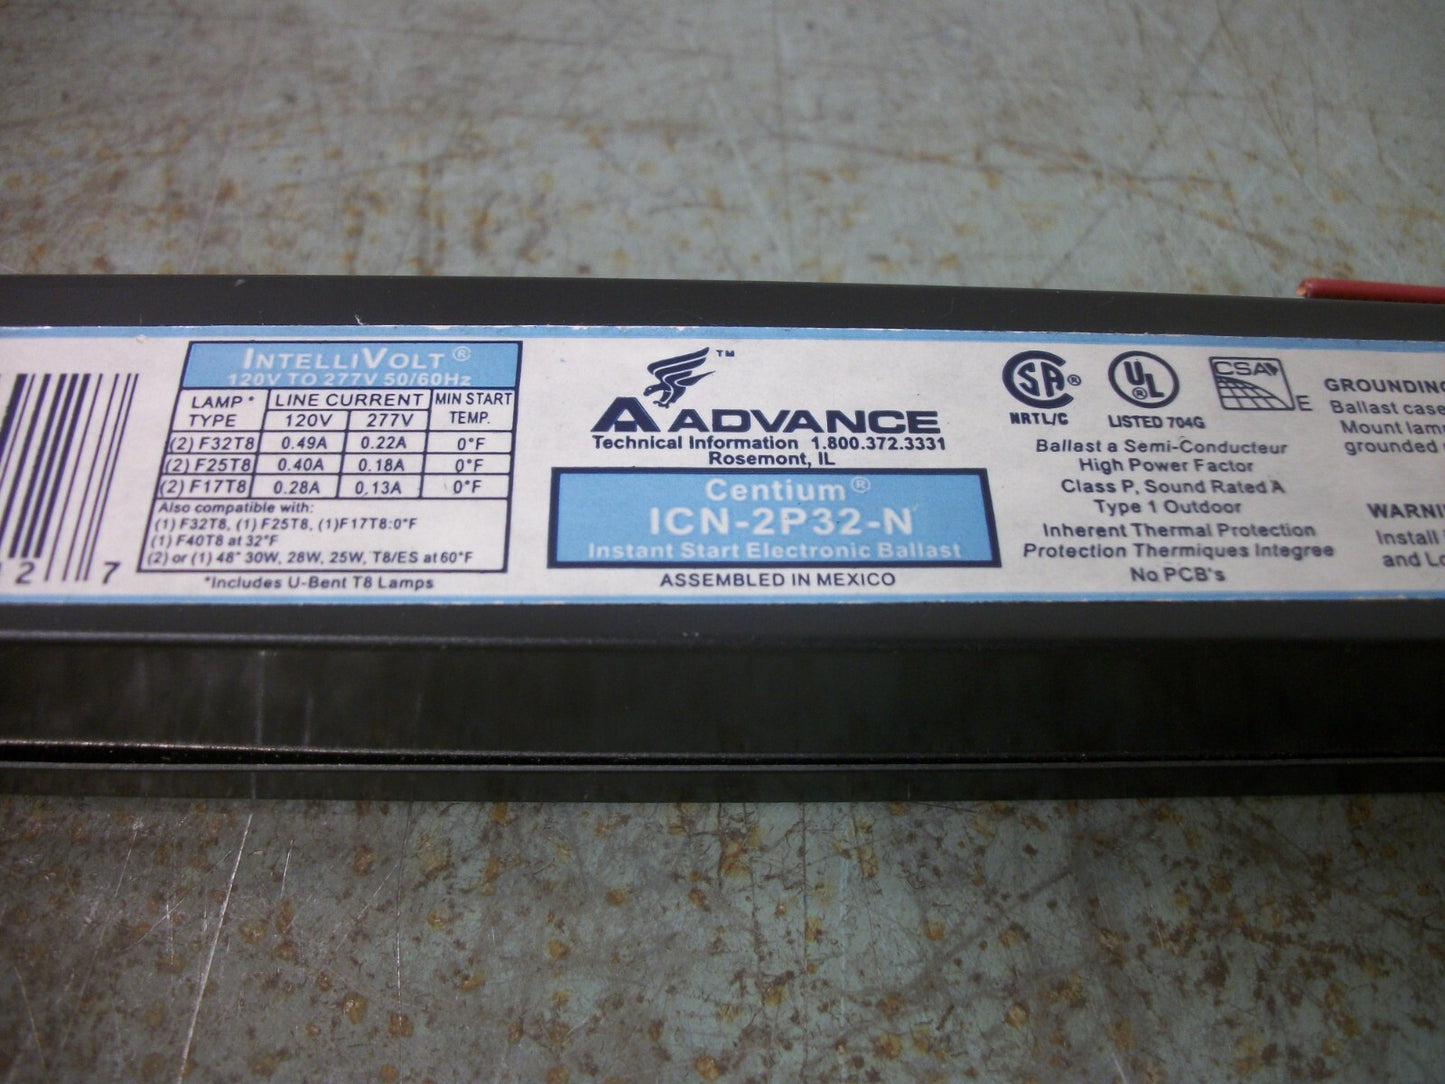 INTELLIVOLT®
120V TO 277V 50/60Hz
LAMP* TYPE LINE CURRENT MIN START TEMP.
120V 277V
(2) F32T8 0.49A 0.22A 0°F
(2) F25T8 0.40A 0.18A 0°F
(2) F17T8 0.28A 0.13A 0°F
Also compatible with:
(1) F32T8, (1) F25T8, (1)F17T8:0°F
(1) F40T8 at 32°F
(2) or (1) 48" 30W, 28W, 25W, T8/ES at 60°F
*Includes U-Bent T8 Lamps
2 7
™
ADVANCE
Technical Information 1.800.372.3331
Rosemont, IL
Centium®
ICN-2P32-N
Instant Start Electronic Ballast
ASSEMBLED IN MEXICO
SA®
NRTL/C
UL
LISTED 704G
CSA
E
Ballast a Semi-Conducteur
High Power Factor
Class P, Sound Rated A
Type 1 Outdoor
Inherent Thermal Protection
Protection Thermiques Integree
No PCB's
GROUNDING
Ballast case
Mount lam
grounded
WARNI
Install
and Lo